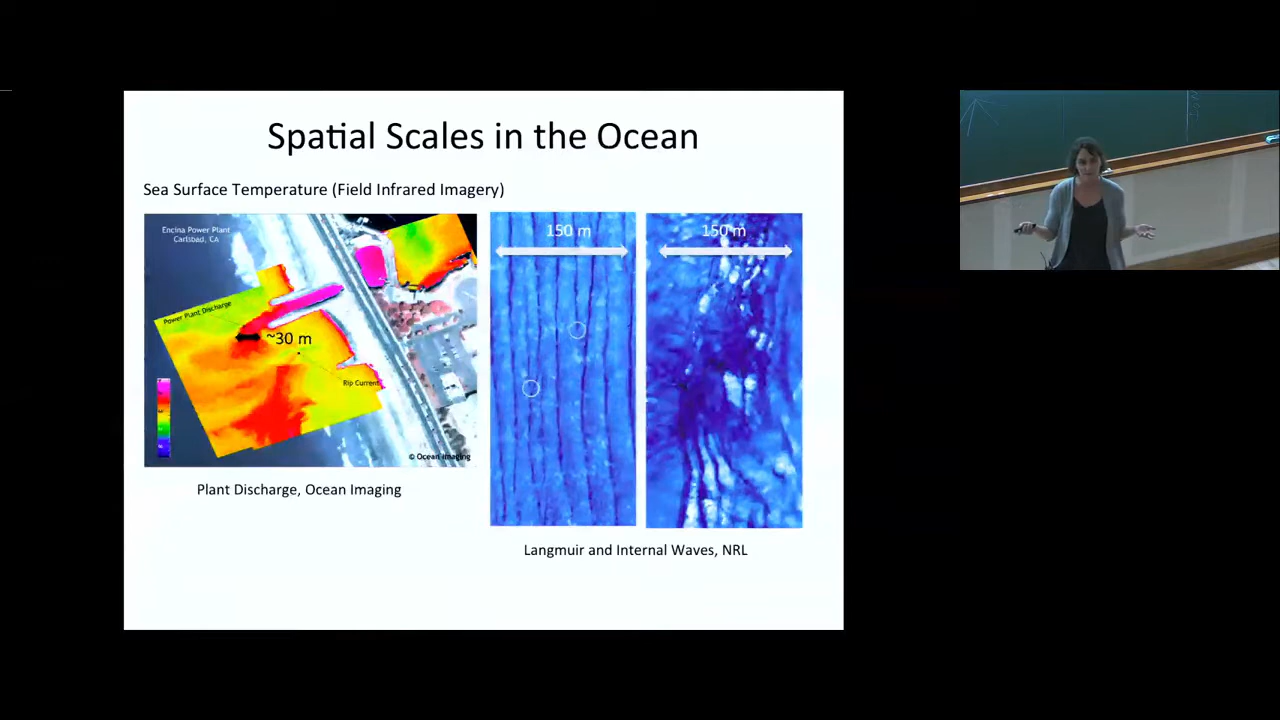 Spatial Scales in the Ocean
Sea Surface Temperature (Field Infrared Imagery)
Encina Power Plant
Carlsbad, CA
Power Plant Discharge
~30 m
Rip Current
© Ocean Imaging
150 m
150 m
Plant Discharge, Ocean Imaging
Langmuir and Internal Waves, NRL